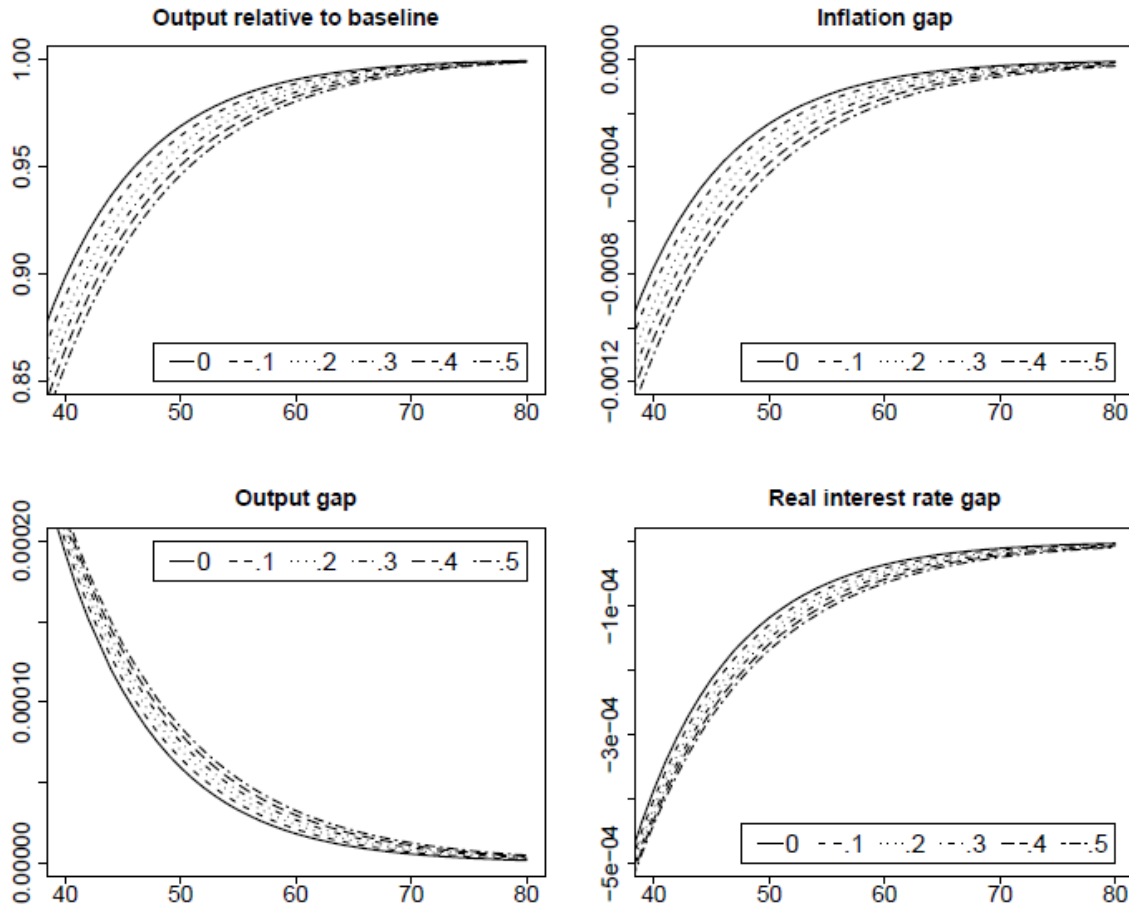 Output relative to baseline
1.00
0.95
0.90
0.85
0 .1 .2 .3 .4 .5
40 50 60 70 80
Inflation gap
0.0000
−0.0004
−0.0008
−0.0012
0 .1 .2 .3 .4 .5
40 50 60 70 80
Output gap
0.00020
0.00010
0.00000
0 .1 .2 .3 .4 .5
40 50 60 70 80
Real interest rate gap
−1e−04
−3e−04
−5e−04
0 .1 .2 .3 .4 .5
40 50 60 70 80